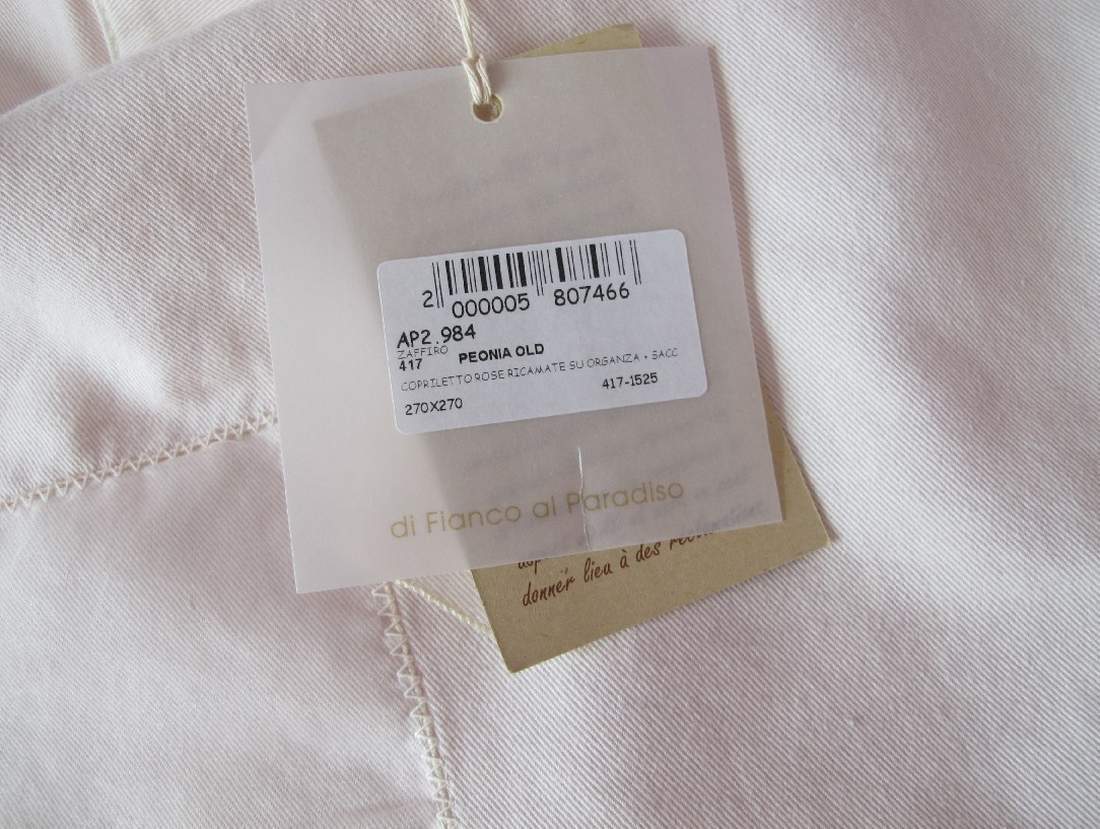 2 000005 807466
AP2.984
ZAFFIRO
417 PEONIA OLD
COPRILETTO ROSE RICAMATE SU ORGANZA + SACC
417-1525
270X270
di Fianco al Paradiso
donner lieu à des